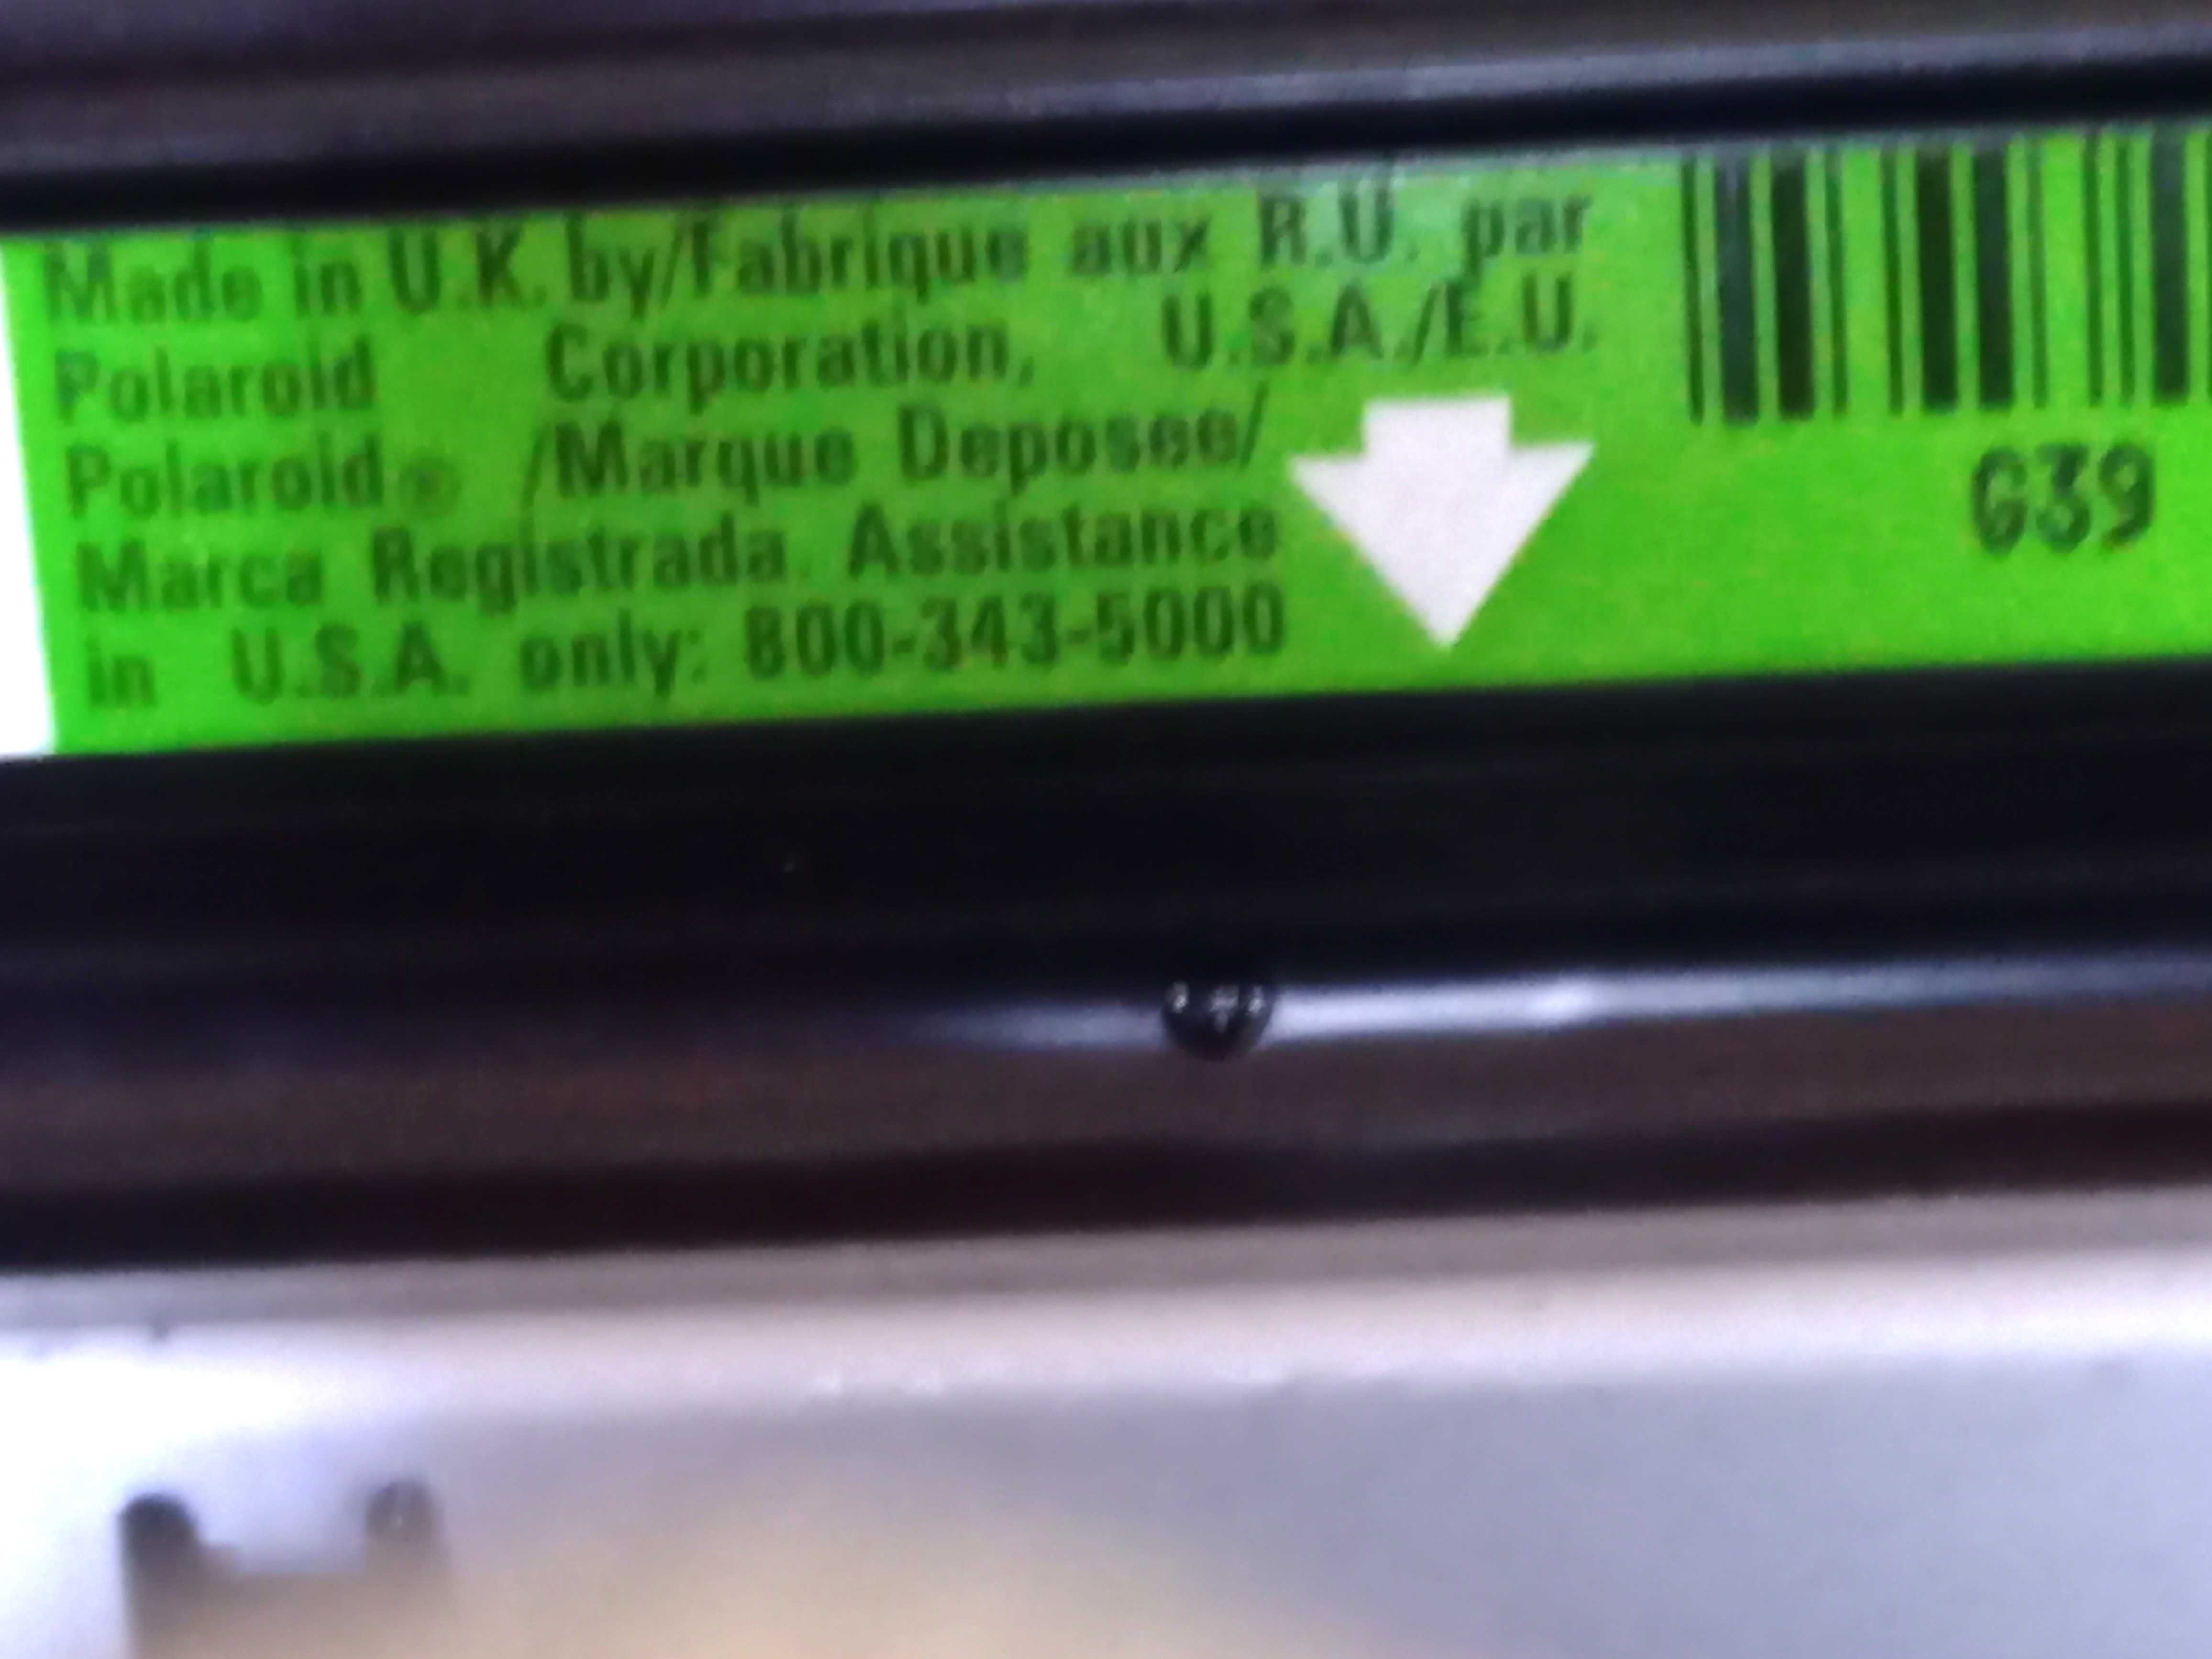 Made in U.K. by/Fabrique aux R.U. par
Polaroid Corporation, U.S.A./E.U.
Polaroid® /Marque Deposee/
Marca Registrada. Assistance
in U.S.A. only: 800-343-5000
G39